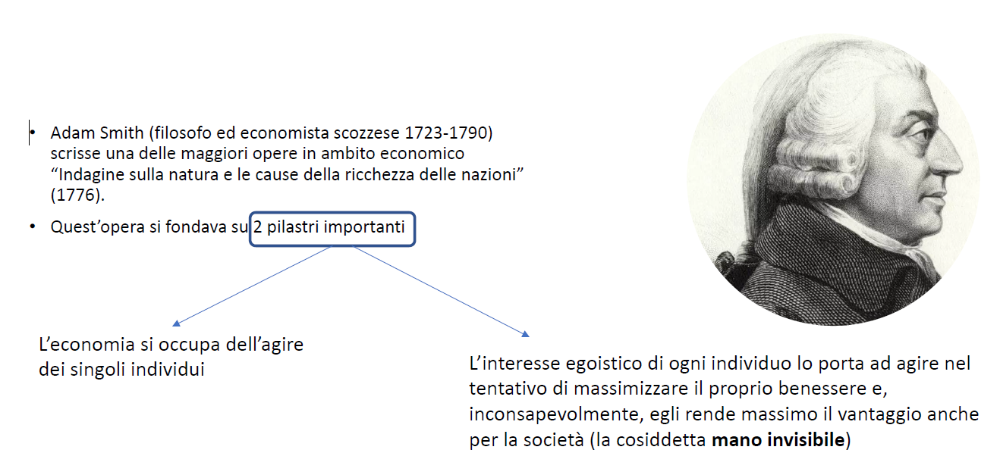 • Adam Smith (filosofo ed economista scozzese 1723-1790)
scrisse una delle maggiori opere in ambito economico
“Indagine sulla natura e le cause della ricchezza delle nazioni”
(1776).
• Quest’opera si fondava su 2 pilastri importanti
L’economia si occupa dell’agire
dei singoli individui
L’interesse egoistico di ogni individuo lo porta ad agire nel
tentativo di massimizzare il proprio benessere e,
inconsapevolmente, egli rende massimo il vantaggio anche
per la società (la cosiddetta mano invisibile)